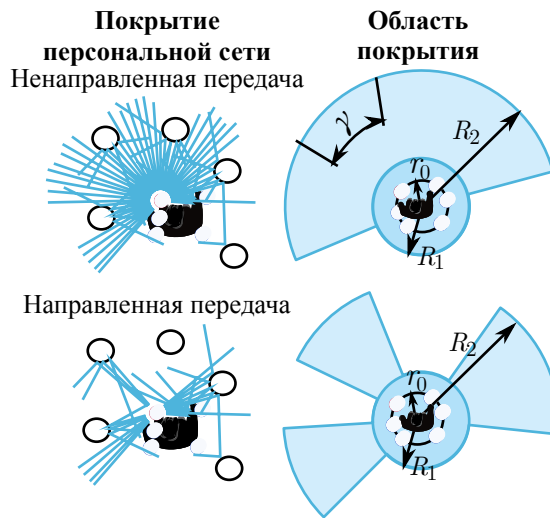 Покрытие
персональной сети
Область
покрытия
Ненаправленная передача
γ
R₂
r₀
R₁
Направленная передача
R₂
r₀
R₁